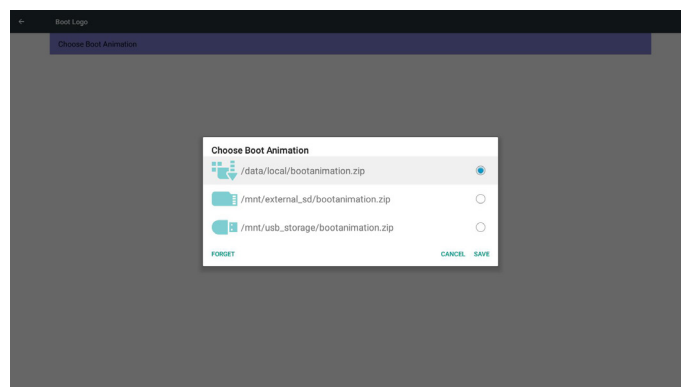 Boot Logo
Choose Boot Animation
Choose Boot Animation
/data/local/bootanimation.zip
/mnt/external_sd/bootanimation.zip
/mnt/usb_storage/bootanimation.zip
FORGET CANCEL SAVE